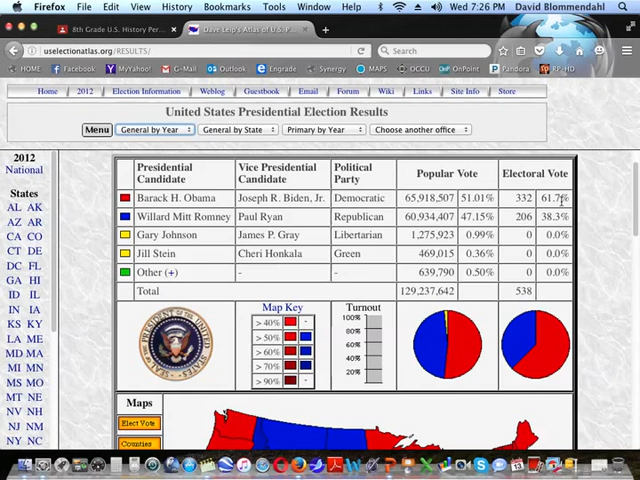 Firefox File Edit View History Bookmarks Tools Window Help Wed 7:26 PM David Blommendahl
8th Grade U.S. History Per... × Dave Leip's Atlas of U.S. P... × +
uselectionatlas.org/RESULTS/ Search
HOME Facebook MyYahoo! G-Mail Outlook Engrade Synergy MAPS OCCU OnPoint Pandora RP-HD
Home 2012 Election Information Weblog Guestbook Email Forum Wiki Links Site Info Store
United States Presidential Election Results
Menu General by Year General by State Primary by Year Choose another office
2012
National
States
AL AK
AZ AR
CA CO
CT DE
DC FL
GA HI
ID IL
IN IA
KS KY
LA ME
MD MA
MI MN
MS MO
MT NE
NV NH
NJ NM
NY NC
Presidential Candidate Vice Presidential Candidate Political Party Popular Vote Electoral Vote
Barack H. Obama Joseph R. Biden, Jr. Democratic 65,918,507 51.01% 332 61.7%
Willard Mitt Romney Paul Ryan Republican 60,934,407 47.15% 206 38.3%
Gary Johnson James P. Gray Libertarian 1,275,923 0.99% 0 0.0%
Jill Stein Cheri Honkala Green 469,015 0.36% 0 0.0%
Other (+) - - 639,790 0.50% 0 0.0%
Total 129,237,642 538
Map Key
> 40% -
> 50%
> 60%
> 70%
> 90% -
Turnout
100%
80%
60%
40%
20%
Maps
Elect Vote
Counties